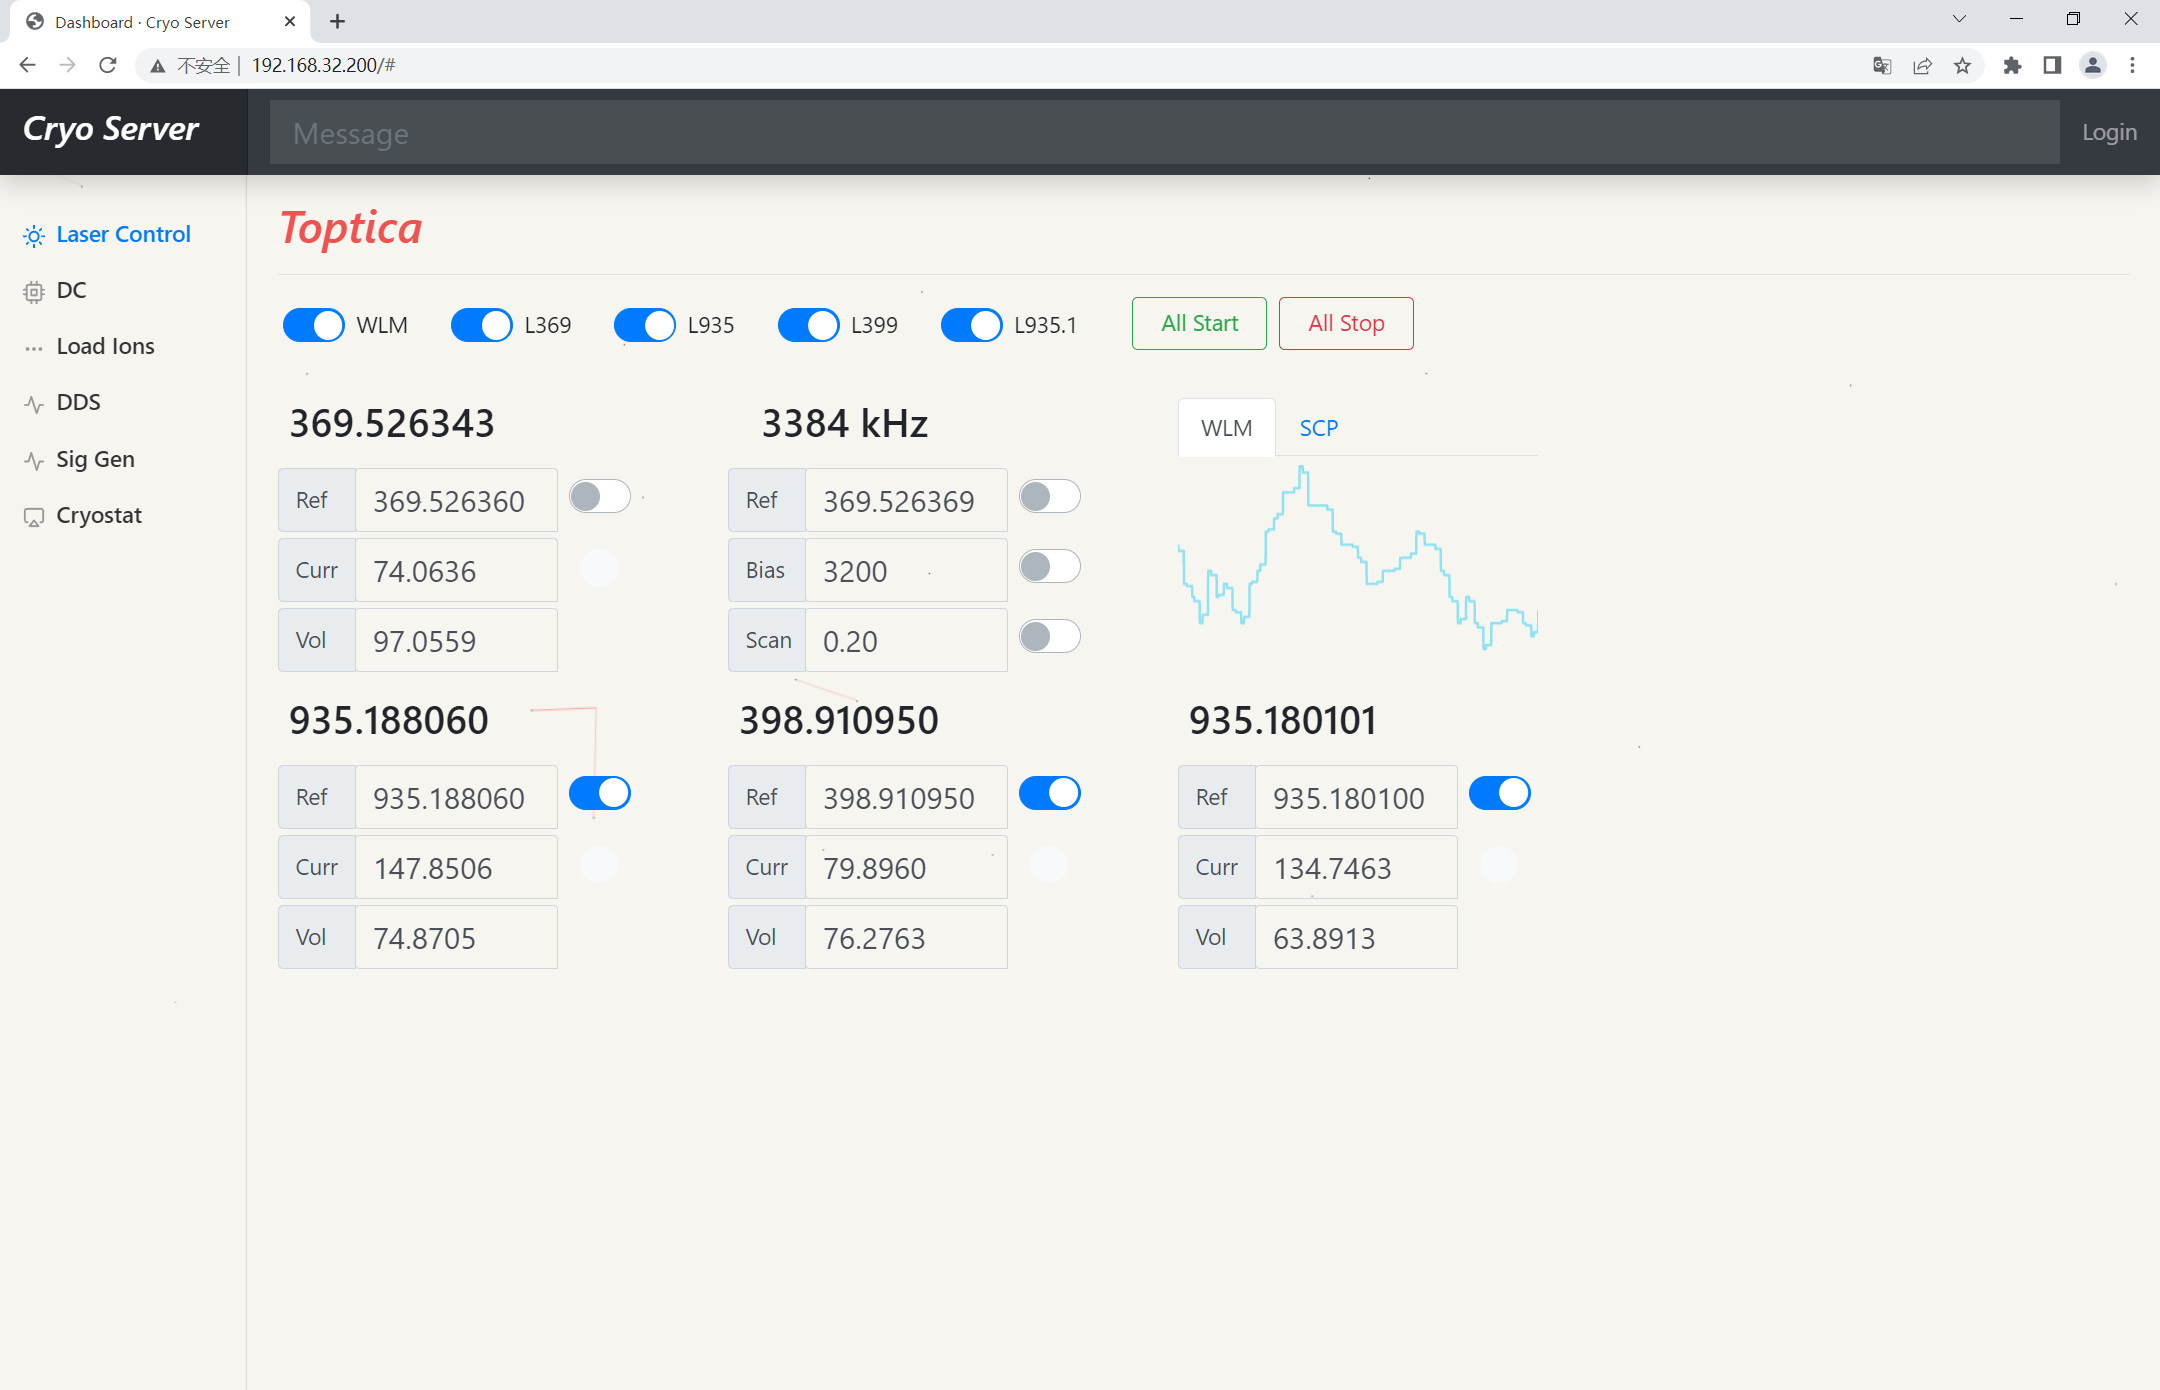 Dashboard · Cryo Server
不安全 | 192.168.32.200/#
Cryo Server
Message
Login
Laser Control
DC
Load Ions
DDS
Sig Gen
Cryostat
Toptica
WLM L369 L935 L399 L935.1 All Start All Stop
369.526343
Ref 369.526360
Curr 74.0636
Vol 97.0559
3384 kHz
Ref 369.526369
Bias 3200
Scan 0.20
WLM SCP
935.188060
Ref 935.188060
Curr 147.8506
Vol 74.8705
398.910950
Ref 398.910950
Curr 79.8960
Vol 76.2763
935.180101
Ref 935.180100
Curr 134.7463
Vol 63.8913